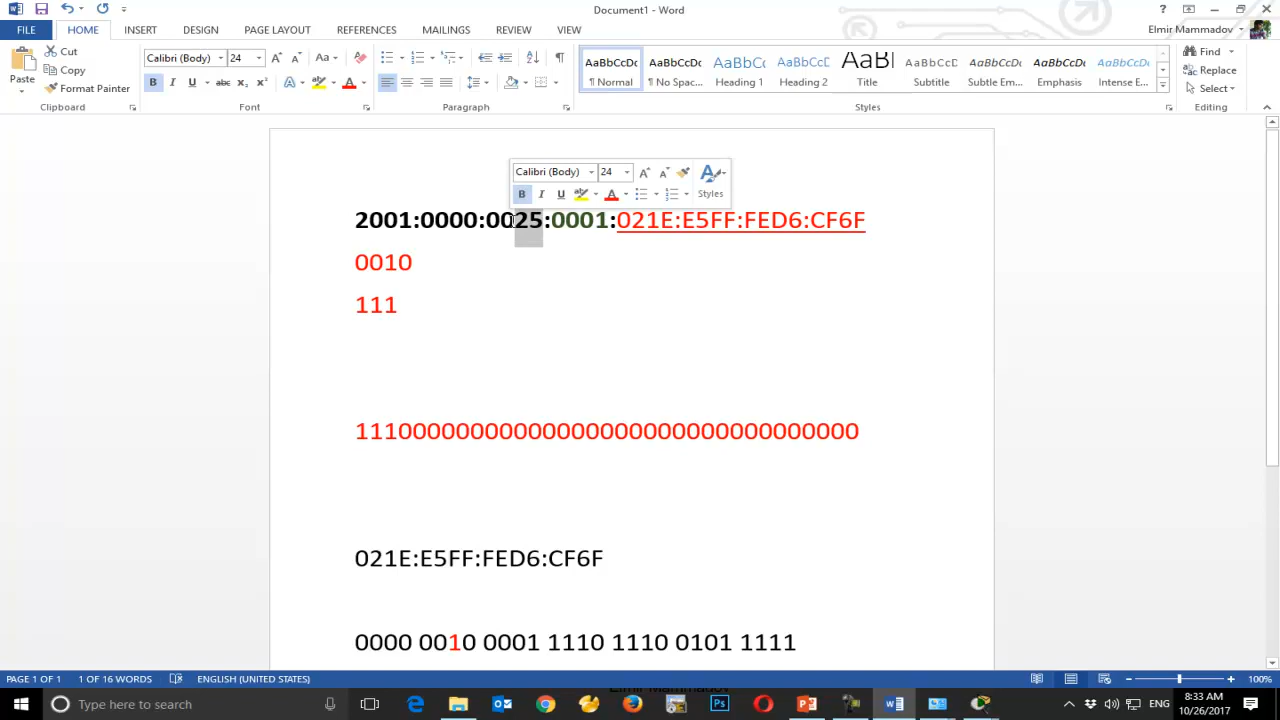 Document1 - Word
FILE
HOME
INSERT
DESIGN
PAGE LAYOUT
REFERENCES
MAILINGS
REVIEW
VIEW
Elmir Mammadov
Paste
Cut
Copy
Format Painter
Clipboard
Calibri (Body)
24
Font
Paragraph
AaBbCcDc
¶ Normal
AaBbCcDc
¶ No Spac...
AaBbCc
Heading 1
AaBbCcC
Heading 2
AaBl
Title
AaBbCcD
Subtitle
AaBbCcDc
Subtle Em...
AaBbCcDc
Emphasis
AaBbCcDc
Intense E...
Styles
Find
Replace
Select
Editing
Calibri (Body)
24
Styles
2001:0000:0025:0001:021E:E5FF:FED6:CF6F
0010
111
11100000000000000000000000000000000
021E:E5FF:FED6:CF6F
0000 0010 0001 1110 1110 0101 1111
PAGE 1 OF 1
1 OF 16 WORDS
ENGLISH (UNITED STATES)
100%
Elmir Mammadov
Type here to search
ENG
8:33 AM
10/26/2017